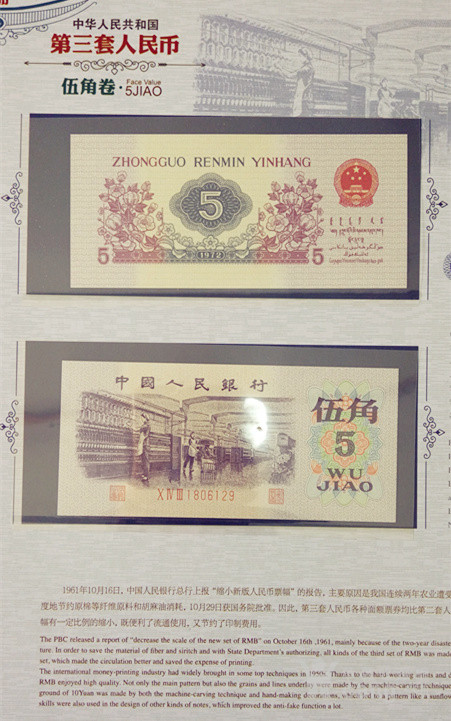 中华人民共和国
第三套人民币
伍角卷·
Face Value
5JIAO
ZHONGGUO RENMIN YINHANG
5
5
1972
5
中國人民銀行
伍角
5
WU
JIAO
X Ⅳ Ⅲ 1806129
1961年10月16日，中国人民银行总行上报“缩小新版人民币票幅”的报告，主要原因是我国连续两年农业遭受
度地节约原棉等纤维原料和胡麻油消耗，10月29日获国务院批准。因此，第三套人民币各种面额票券均比第二套人
幅有一定比例的缩小，既便利了流通使用，又节约了印制费用。
The PBC released a report of "decrease the scale of the new set of RMB" on October 16th ,1961, mainly because of the two-year disaste
ture. In order to save the material of fiber and siritch and with State Department's authorizing, all kinds of the third set of RMB was made
set, which made the circulation better and saved the expense of printing.
The international money-printing industry had widely brought in some top techniques in 1950s. Thanks to the hard-working artists and d
RMB enjoyed high quality. Not only the main pattern but also the grains and lines underlay were made by the machine-carving technique
ground of 10Yuan was made by both the machine-carving technique and hand-making decorations, which led to a pattern like a sunflow
skills were also used in the design of other kinds of notes, which improved the anti-fake function a lot.